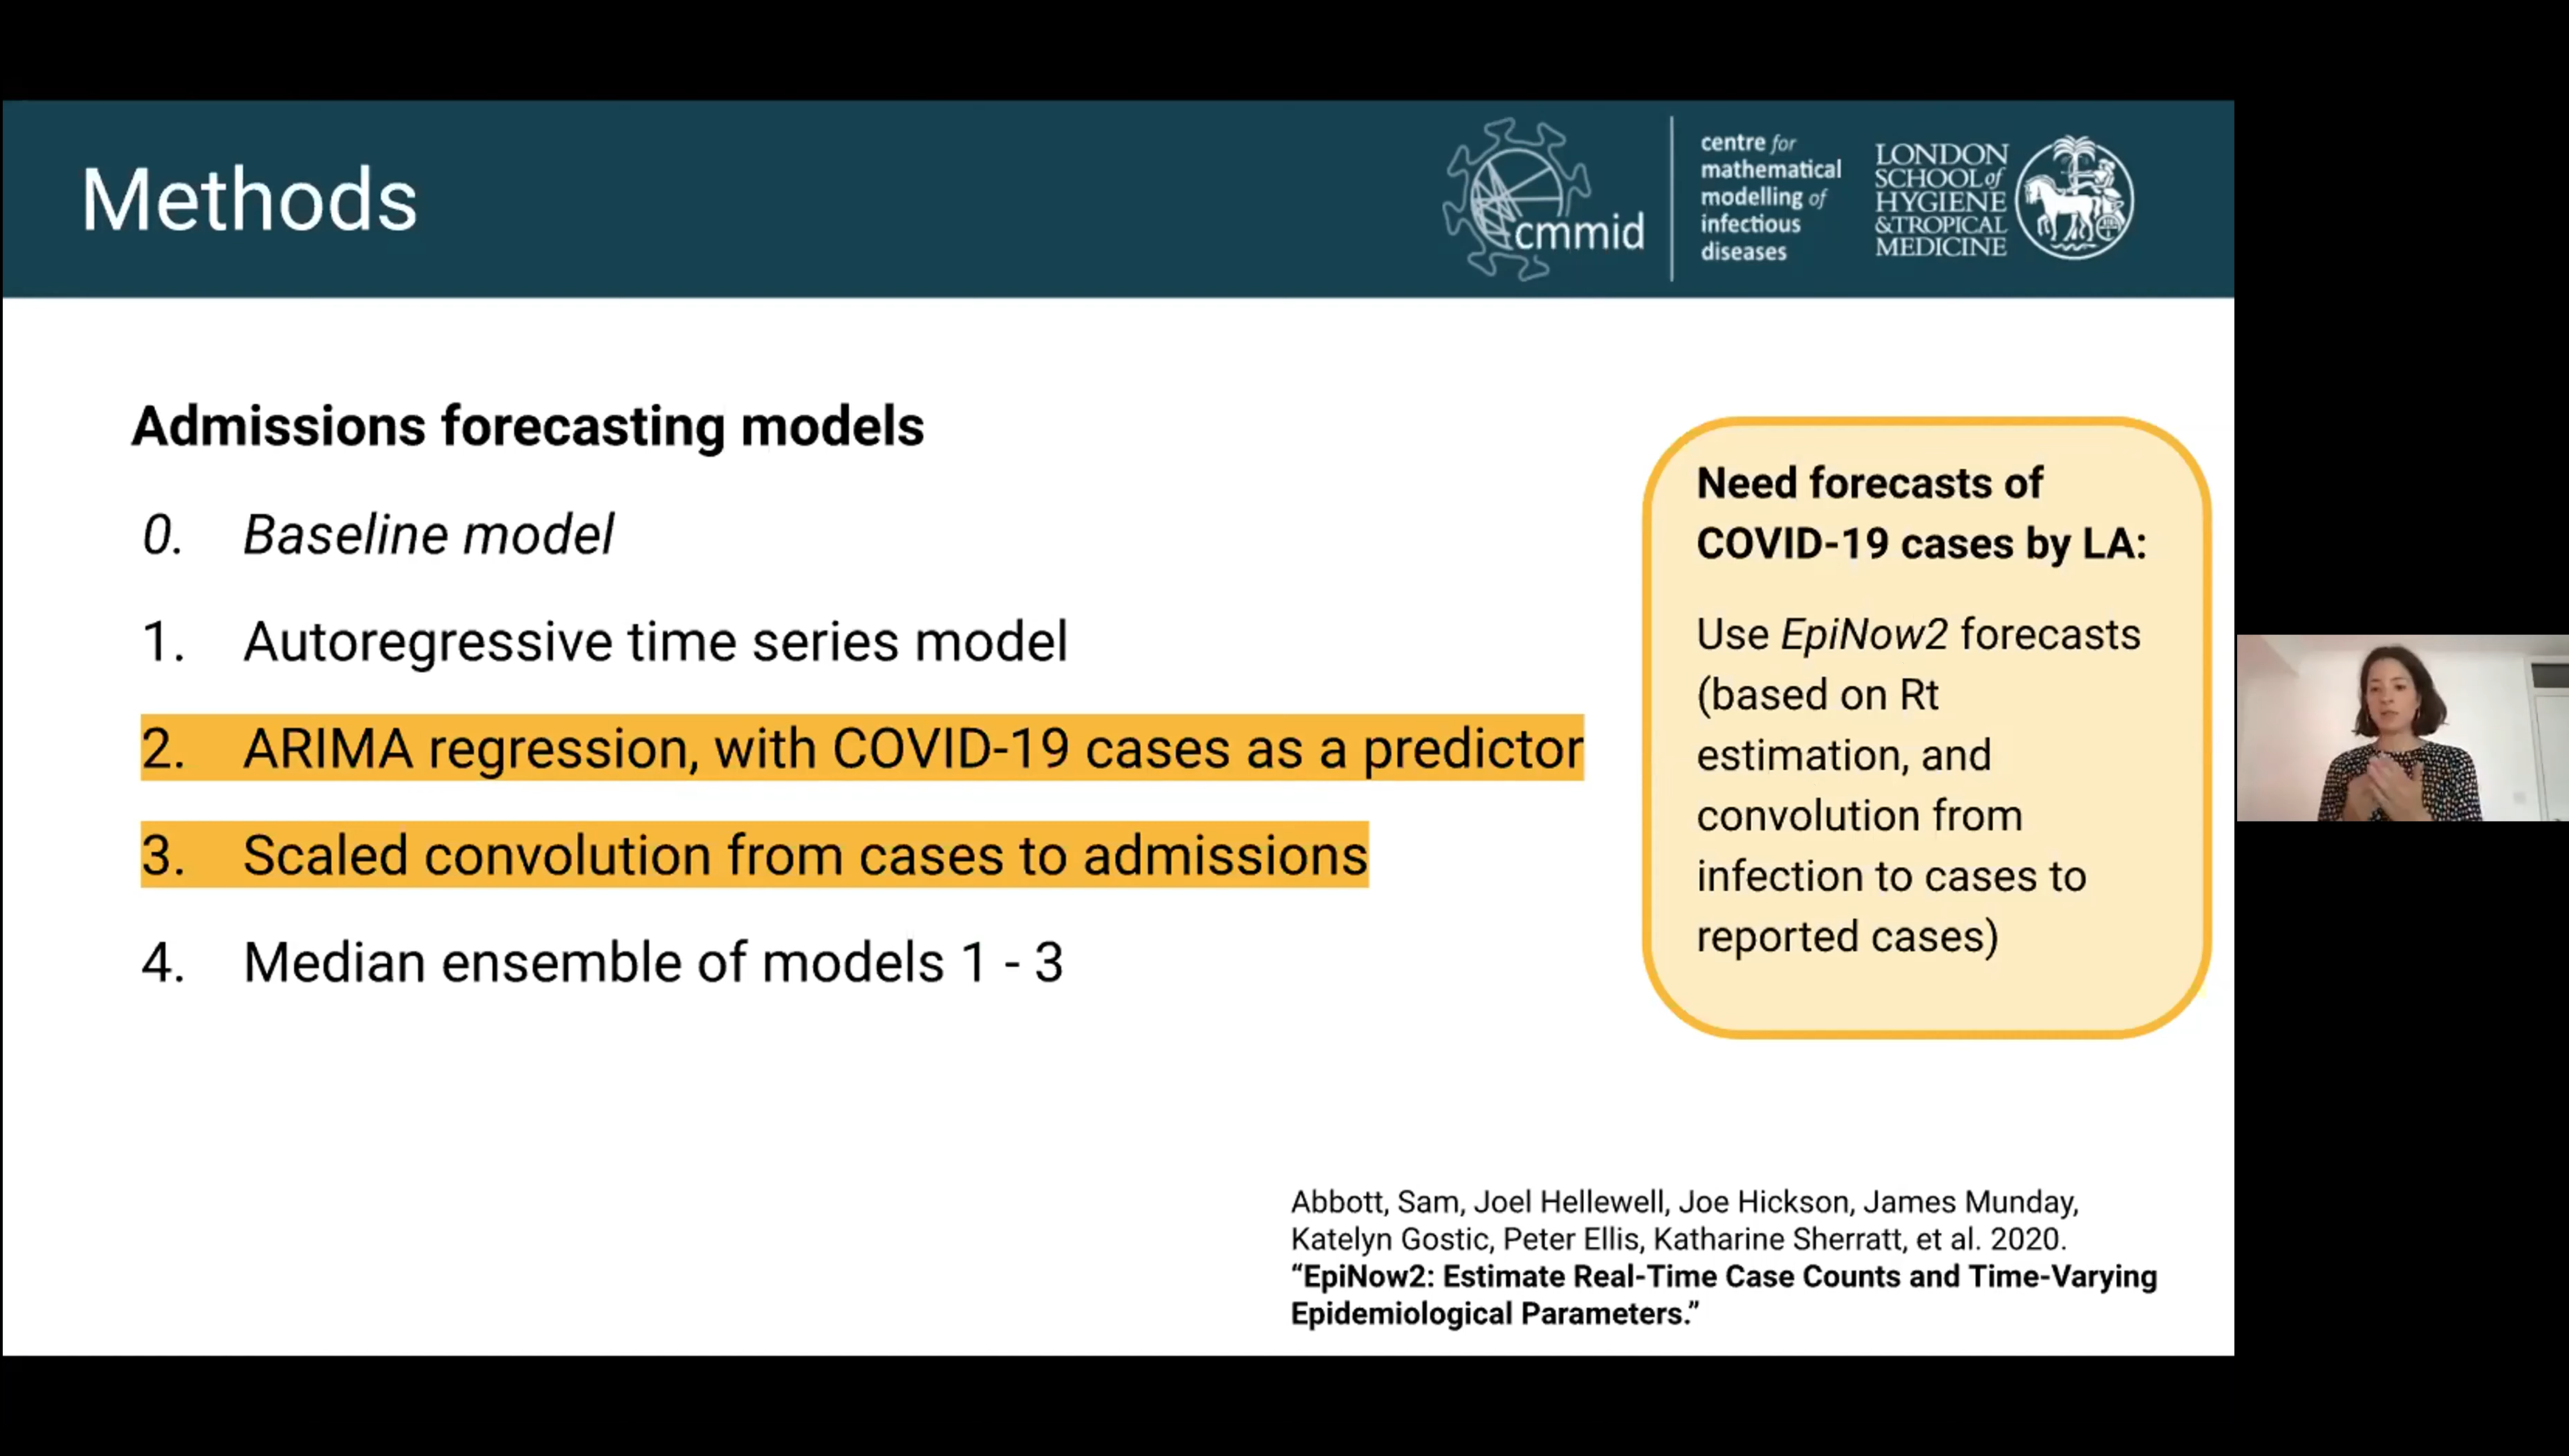 Methods
cmmid
centre for
mathematical
modelling of
infectious
diseases
LONDON
SCHOOL of
HYGIENE
&TROPICAL
MEDICINE
Admissions forecasting models
0. Baseline model
1. Autoregressive time series model
2. ARIMA regression, with COVID-19 cases as a predictor
3. Scaled convolution from cases to admissions
4. Median ensemble of models 1 - 3
Need forecasts of
COVID-19 cases by LA:
Use EpiNow2 forecasts
(based on Rt
estimation, and
convolution from
infection to cases to
reported cases)
Abbott, Sam, Joel Hellewell, Joe Hickson, James Munday,
Katelyn Gostic, Peter Ellis, Katharine Sherratt, et al. 2020.
“EpiNow2: Estimate Real-Time Case Counts and Time-Varying
Epidemiological Parameters.”